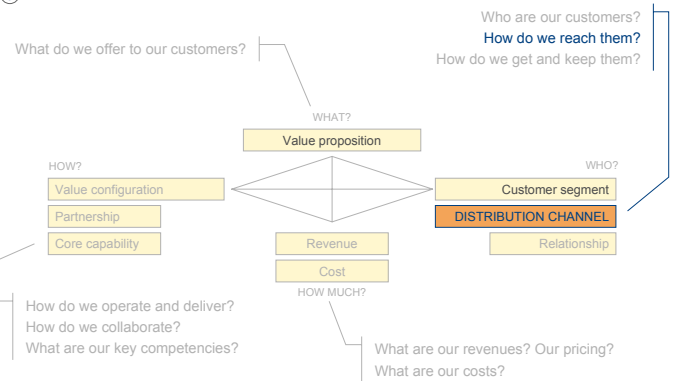 Who are our customers?
How do we reach them?
How do we get and keep them?
What do we offer to our customers?
WHAT?
Value proposition
HOW?
WHO?
Value configuration
Customer segment
Partnership
DISTRIBUTION CHANNEL
Core capability
Revenue
Relationship
Cost
HOW MUCH?
How do we operate and deliver?
How do we collaborate?
What are our key competencies?
What are our revenues? Our pricing?
What are our costs?